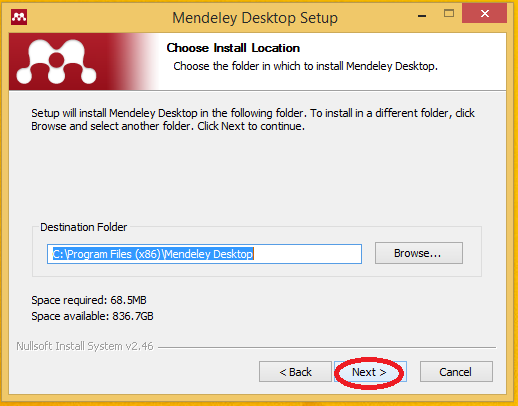 Mendeley Desktop Setup
Choose Install Location
Choose the folder in which to install Mendeley Desktop.
Setup will install Mendeley Desktop in the following folder. To install in a different folder, click
Browse and select another folder. Click Next to continue.
Destination Folder
C:\Program Files (x86)\Mendeley Desktop
Browse...
Space required: 68.5MB
Space available: 836.7GB
Nullsoft Install System v2.46
< Back
Next >
Cancel